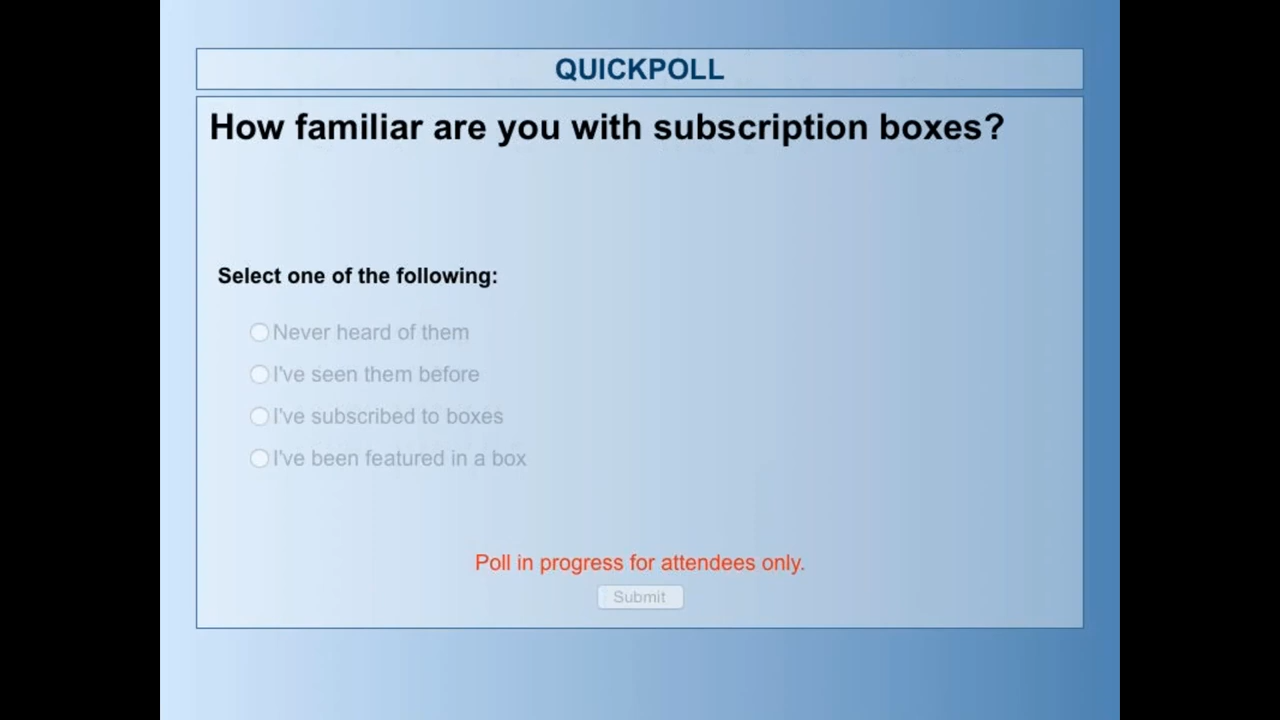 QUICKPOLL
How familiar are you with subscription boxes?
Select one of the following:
Never heard of them
I've seen them before
I've subscribed to boxes
I've been featured in a box
Poll in progress for attendees only.
Submit